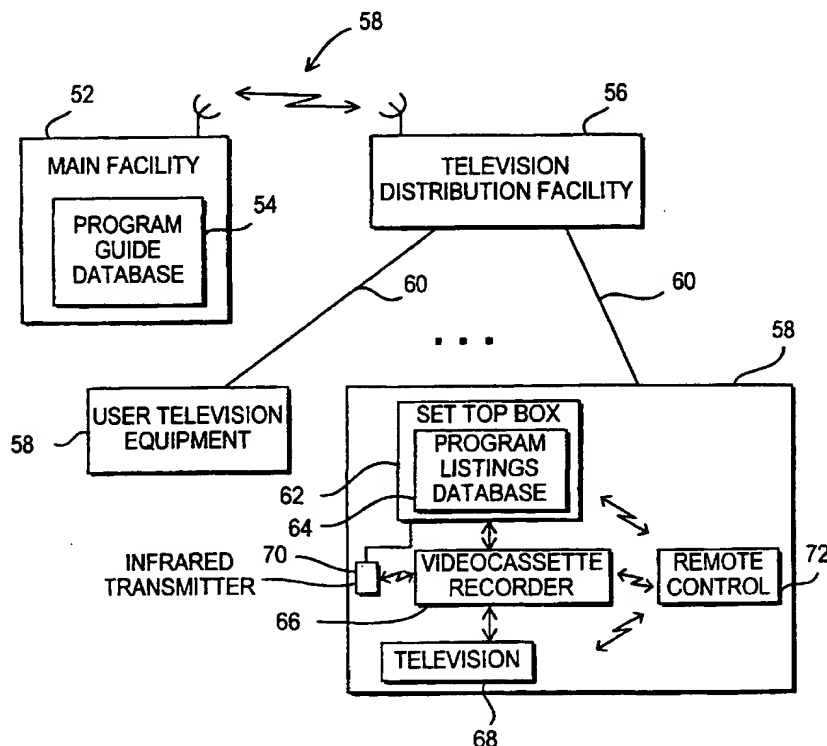 58
52
56
MAIN FACILITY
TELEVISION
DISTRIBUTION FACILITY
54
PROGRAM
GUIDE
DATABASE
60
60
58
USER TELEVISION
EQUIPMENT
58
SET TOP BOX
PROGRAM
LISTINGS
DATABASE
62
64
INFRARED
TRANSMITTER
70
VIDEOCASSETTE
RECORDER
REMOTE
CONTROL
72
66
TELEVISION
68